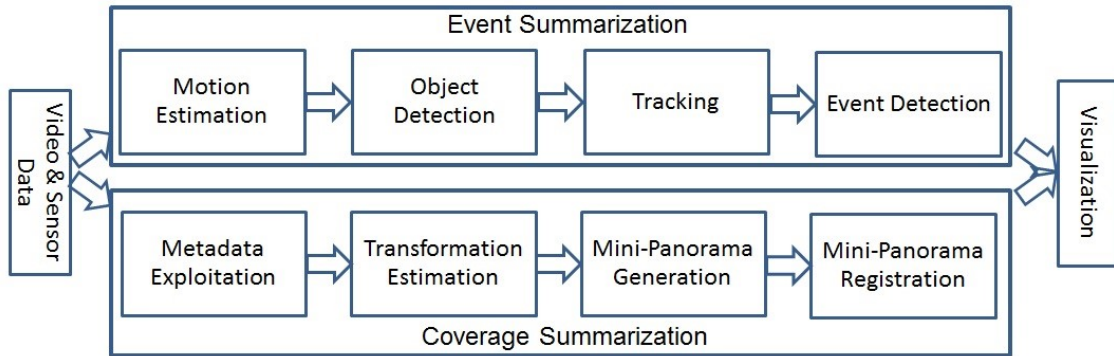 Event Summarization
Video & Sensor
Data
Motion
Estimation
Object
Detection
Tracking
Event Detection
Metadata
Exploitation
Transformation
Estimation
Mini-Panorama
Generation
Mini-Panorama
Registration
Coverage Summarization
Visualization